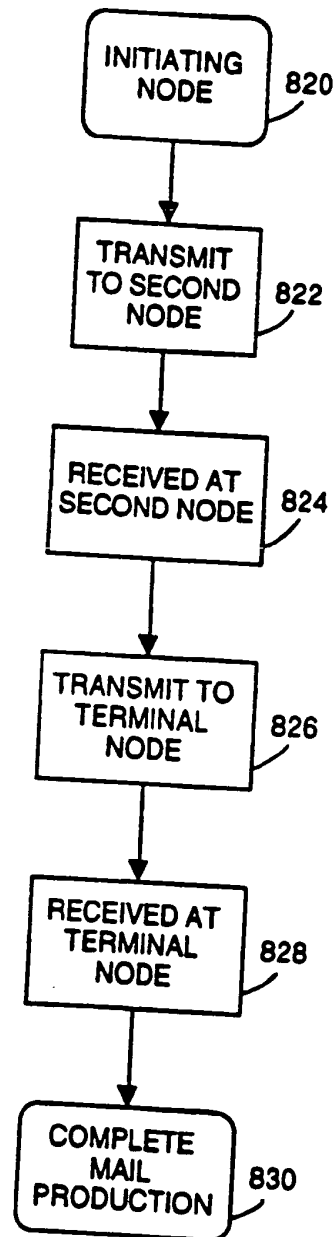 INITIATING
NODE
820
TRANSMIT
TO SECOND
NODE
822
RECEIVED AT
SECOND NODE
824
TRANSMIT TO
TERMINAL
NODE
826
RECEIVED AT
TERMINAL
NODE
828
COMPLETE
MAIL
PRODUCTION
830